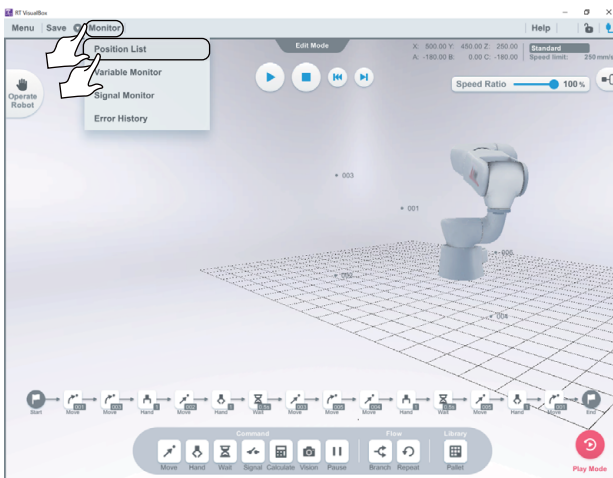 RT VisualBox
Menu Save Monitor Help
Position List
Variable Monitor
Signal Monitor
Error History
Edit Mode
X: 500.00 Y: 450.00 Z: 250.00 Standard
A: -180.00 B: 0.00 C: -180.00 Speed limit: 250 mm/s
Operate
Robot
Speed Ratio 100 %
003
001
Start Move Move Hand Move Hand Wait Move Move Move Hand Wait Move Hand Move End
Command Flow Library
Move Hand Wait Signal Calculate Vision Pause Branch Repeat Pallet
Play Mode